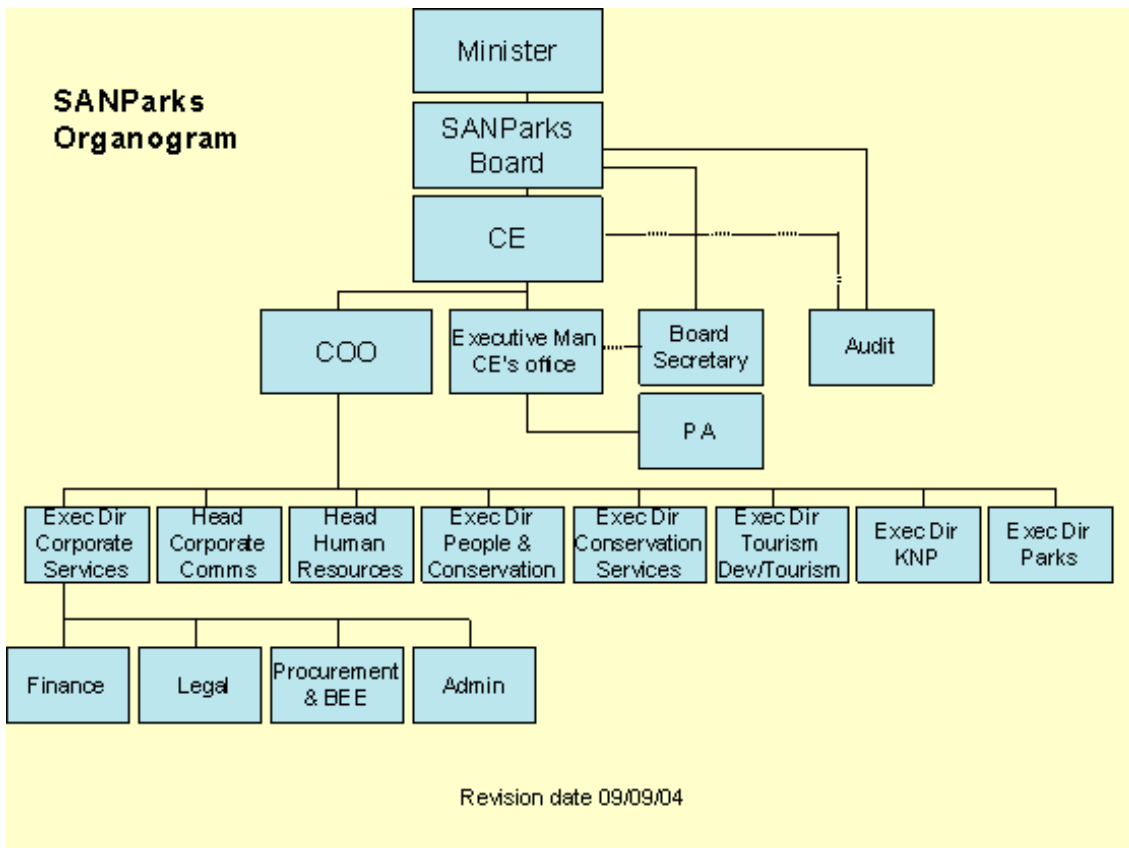 SANParks
Organogram
Minister
SANParks
Board
CE
COO
Executive Man
CE's office
Board
Secretary
Audit
PA
Exec Dir
Corporate
Services
Head
Corporate
Comms
Head
Human
Resources
Exec Dir
People &
Conservation
Exec Dir
Conservation
Services
Exec Dir
Tourism
Dev/Tourism
Exec Dir
KNP
Exec Dir
Parks
Finance
Legal
Procurement
& BEE
Admin
Revision date 09/09/04